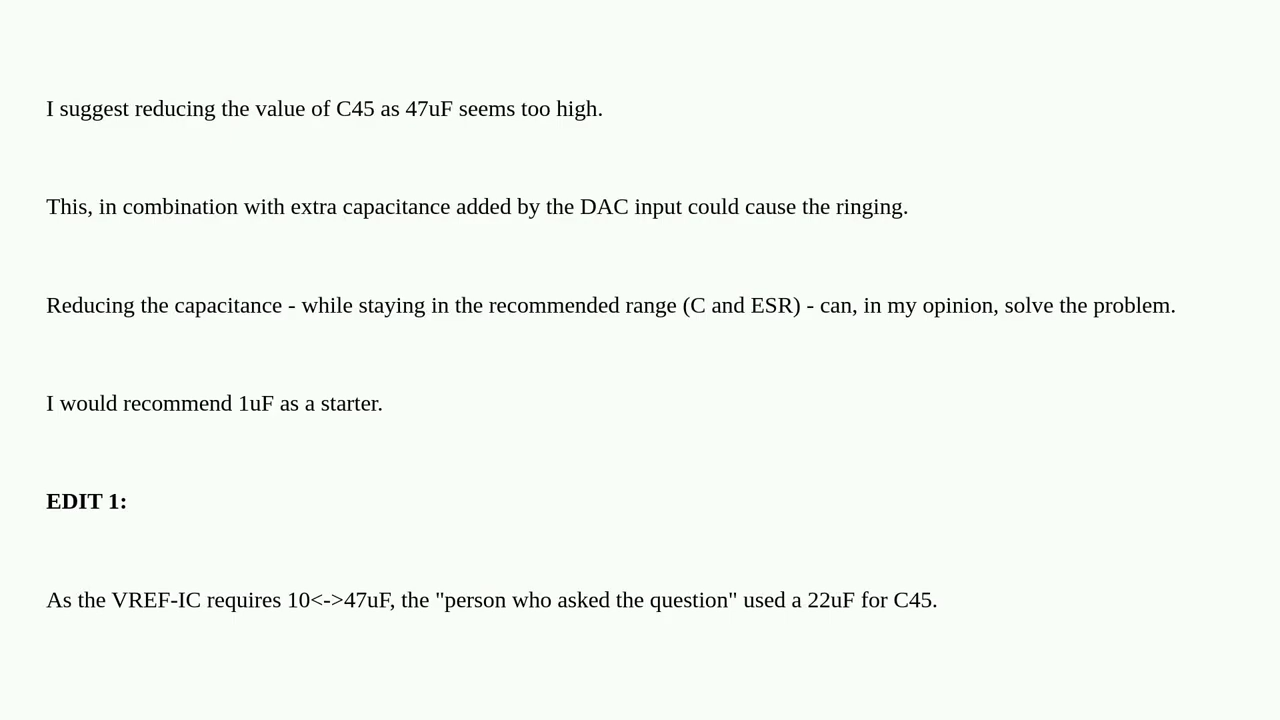 I suggest reducing the value of C45 as 47uF seems too high.
This, in combination with extra capacitance added by the DAC input could cause the ringing.
Reducing the capacitance - while staying in the recommended range (C and ESR) - can, in my opinion, solve the problem.
I would recommend 1uF as a starter.
EDIT 1:
As the VREF-IC requires 10<->47uF, the "person who asked the question" used a 22uF for C45.